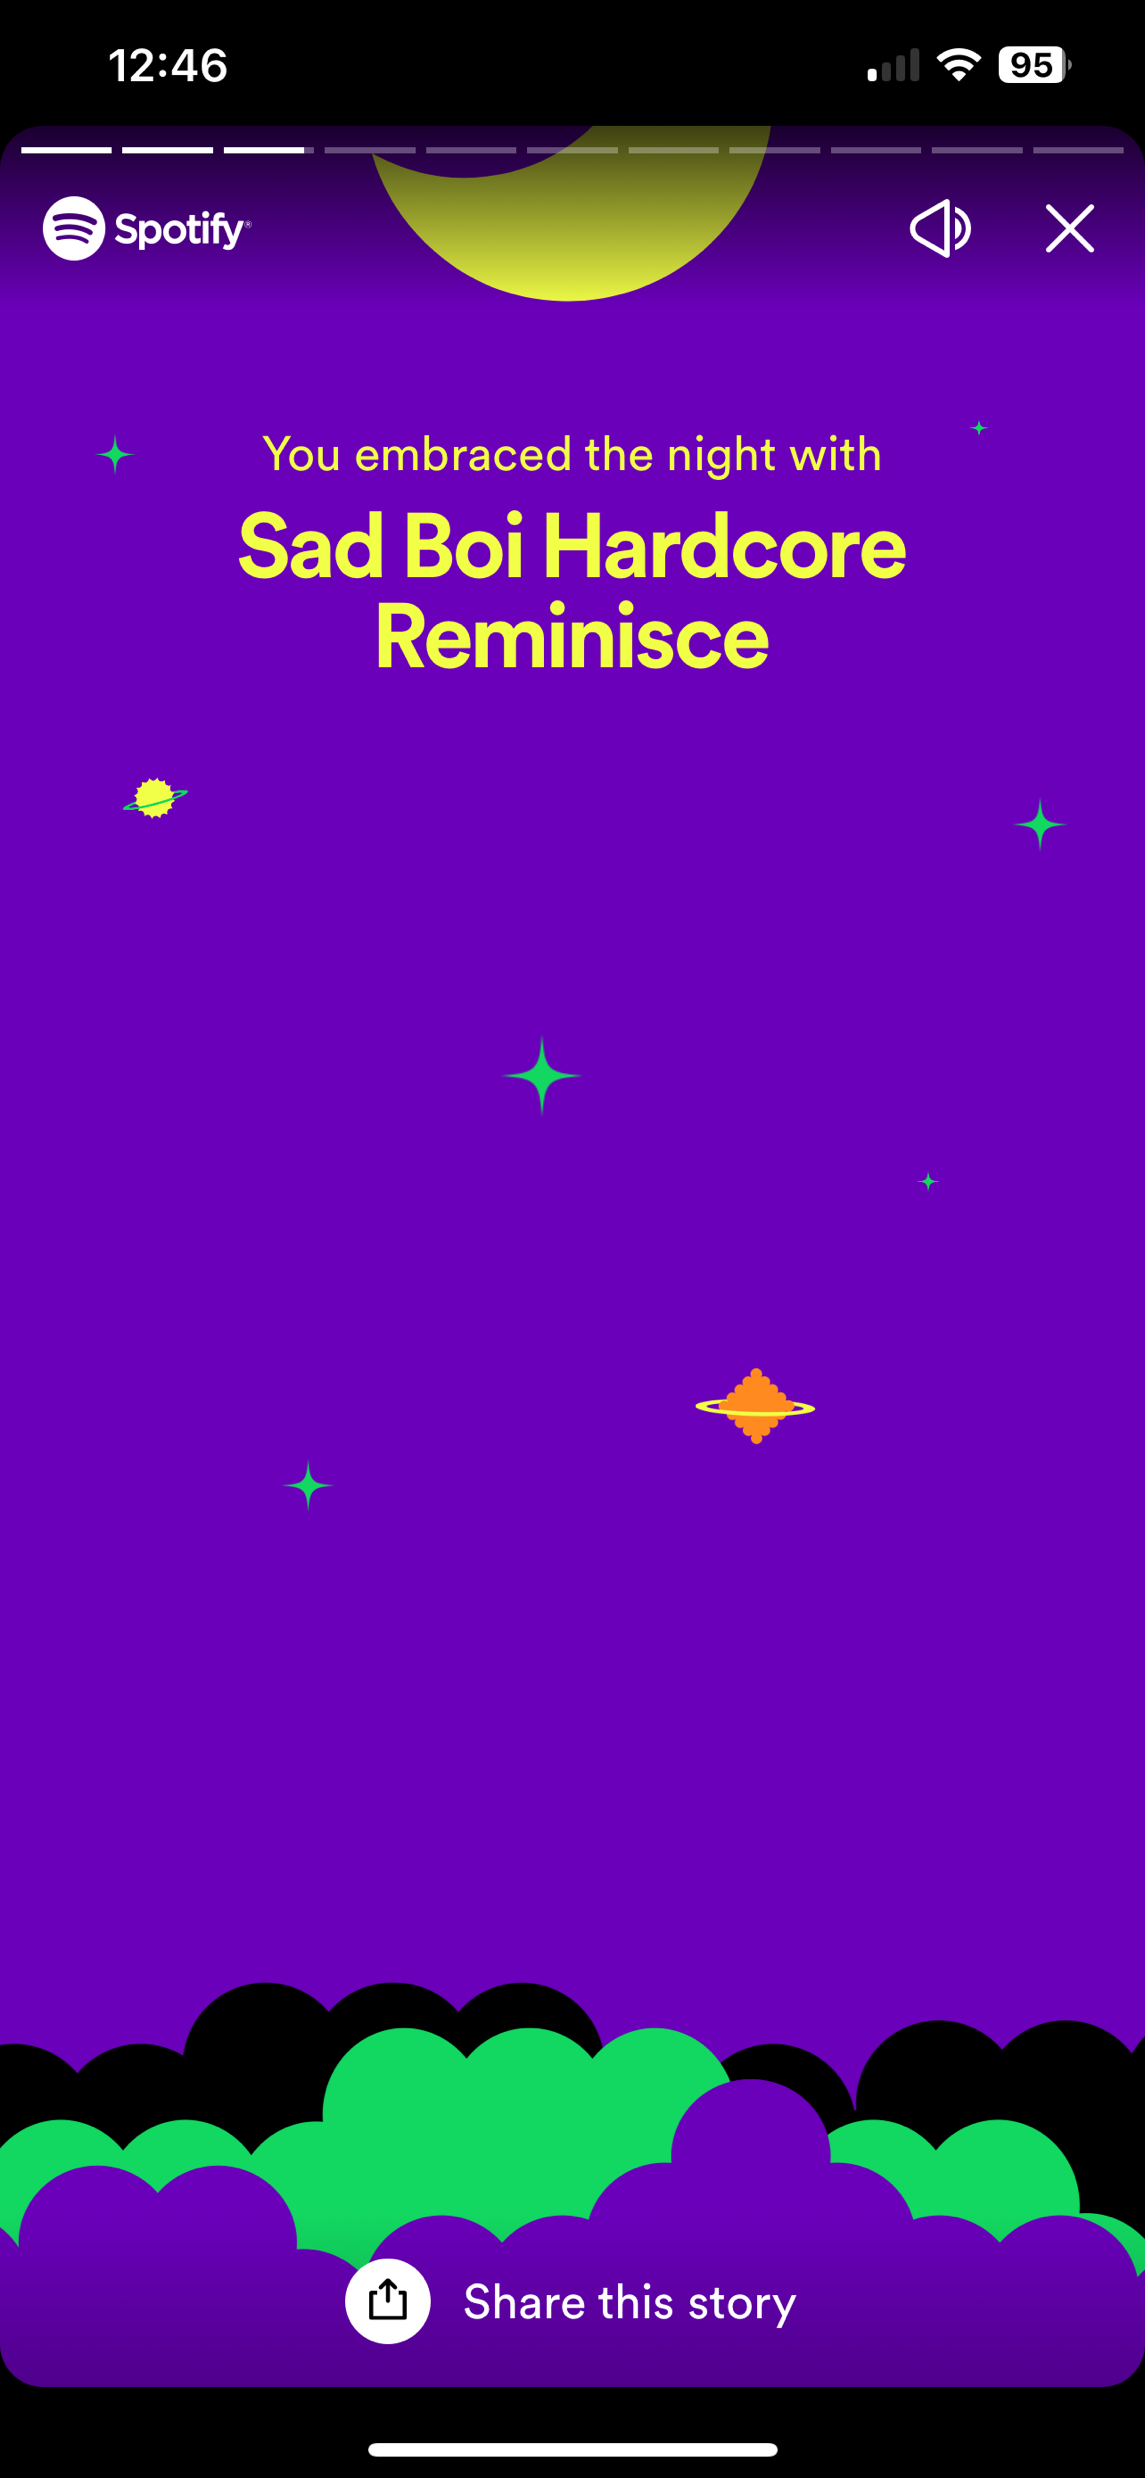 12:46
95
Spotify®
You embraced the night with
Sad Boi Hardcore
Reminisce
Share this story